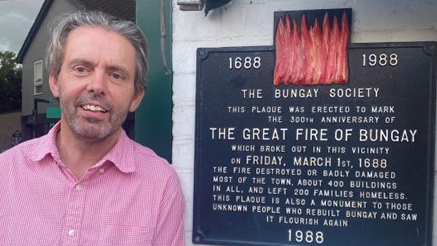 1688 1988
THE BUNGAY SOCIETY
THIS PLAQUE WAS ERECTED TO MARK
THE 300TH ANNIVERSARY OF
THE GREAT FIRE OF BUNGAY
WHICH BROKE OUT IN THIS VICINITY
ON FRIDAY, MARCH 1ST, 1688
THE FIRE DESTROYED OR BADLY DAMAGED
MOST OF THE TOWN, ABOUT 400 BUILDINGS
IN ALL, AND LEFT 200 FAMILIES HOMELESS.
THIS PLAQUE IS ALSO A MONUMENT TO THOSE
UNKNOWN PEOPLE WHO REBUILT BUNGAY AND SAW
IT FLOURISH AGAIN
1988